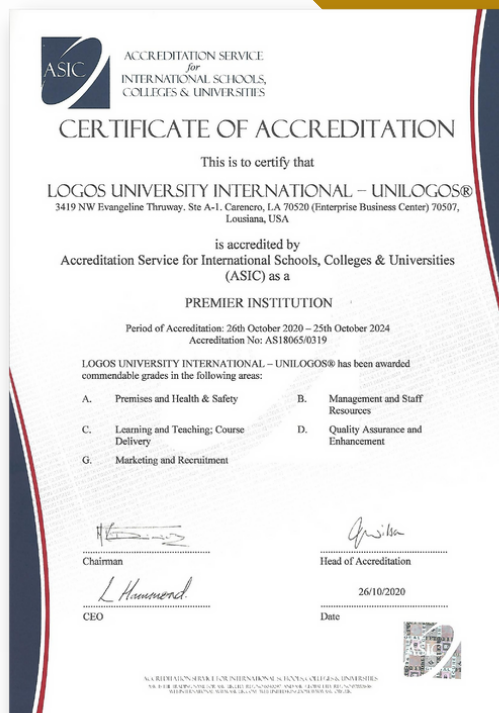 ASIC
ACCREDITATION SERVICE
for
INTERNATIONAL SCHOOLS,
COLLEGES & UNIVERSITIES
CERTIFICATE OF ACCREDITATION
This is to certify that
LOGOS UNIVERSITY INTERNATIONAL – UNILOGOS®
3419 NW Evangeline Thruway. Ste A-1. Carencro, LA 70520 (Enterprise Business Center) 70507,
Lousiana, USA
is accredited by
Accreditation Service for International Schools, Colleges & Universities
(ASIC) as a
PREMIER INSTITUTION
Period of Accreditation: 26th October 2020 – 25th October 2024
Accreditation No: AS18065/0319
LOGOS UNIVERSITY INTERNATIONAL – UNILOGOS® has been awarded
commendable grades in the following areas:
A. Premises and Health & Safety
B. Management and Staff
Resources
C. Learning and Teaching; Course
Delivery
D. Quality Assurance and
Enhancement
G. Marketing and Recruitment
Chairman
Head of Accreditation
L Hammond.
26/10/2020
CEO
Date
ACCREDITATION SERVICE FOR INTERNATIONAL SCHOOLS, COLLEGES & UNIVERSITIES